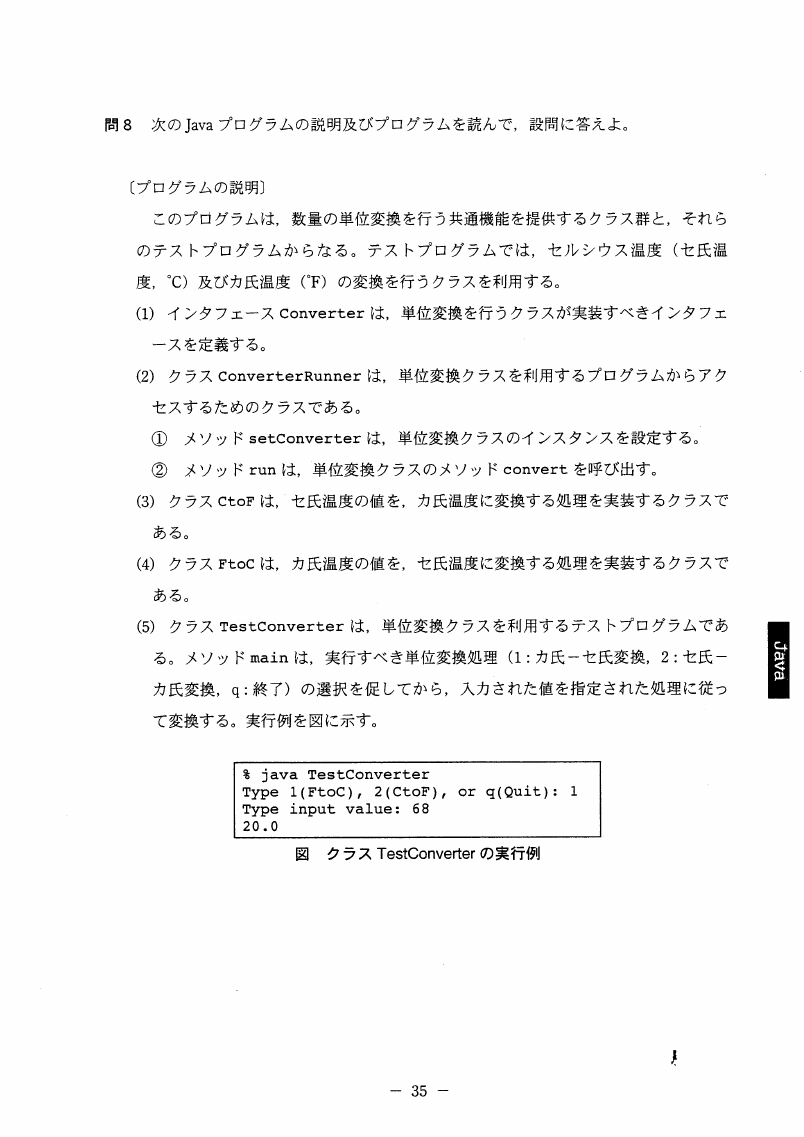 問8　次の Java プログラムの説明及びプログラムを読んで，設問に答えよ。
〔プログラムの説明〕
このプログラムは，数量の単位変換を行う共通機能を提供するクラス群と，それら
のテストプログラムからなる。テストプログラムでは，セルシウス温度（セ氏温
度，℃）及びカ氏温度（℉）の変換を行うクラスを利用する。
(1) インタフェース Converter は，単位変換を行うクラスが実装すべきインタフェ
ースを定義する。
(2) クラス ConverterRunner は，単位変換クラスを利用するプログラムからアク
セスするためのクラスである。
① メソッド setConverter は，単位変換クラスのインスタンスを設定する。
② メソッド run は，単位変換クラスのメソッド convert を呼び出す。
(3) クラス CtoF は，セ氏温度の値を，カ氏温度に変換する処理を実装するクラスで
ある。
(4) クラス FtoC は，カ氏温度の値を，セ氏温度に変換する処理を実装するクラスで
ある。
(5) クラス TestConverter は，単位変換クラスを利用するテストプログラムであ
る。メソッド main は，実行すべき単位変換処理（1：カ氏－セ氏変換，2：セ氏－
カ氏変換，q：終了）の選択を促してから，入力された値を指定された処理に従っ
て変換する。実行例を図に示す。
Java
% java TestConverter
Type 1(FtoC), 2(CtoF), or q(Quit): 1
Type input value: 68
20.0
図　クラス TestConverter の実行例
－ 35 －